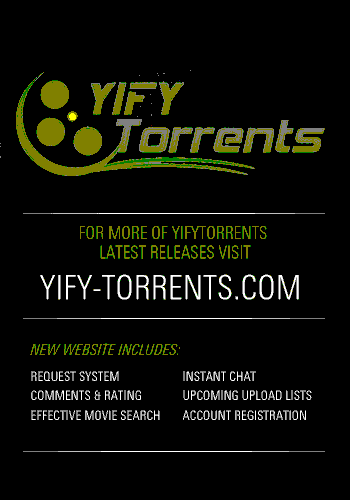 YIFY
Torrents
FOR MORE OF YIFYTORRENTS
LATEST RELEASES VISIT
YIFY-TORRENTS.COM
NEW WEBSITE INCLUDES:
REQUEST SYSTEM
COMMENTS & RATING
EFFECTIVE MOVIE SEARCH
INSTANT CHAT
UPCOMING UPLOAD LISTS
ACCOUNT REGISTRATION